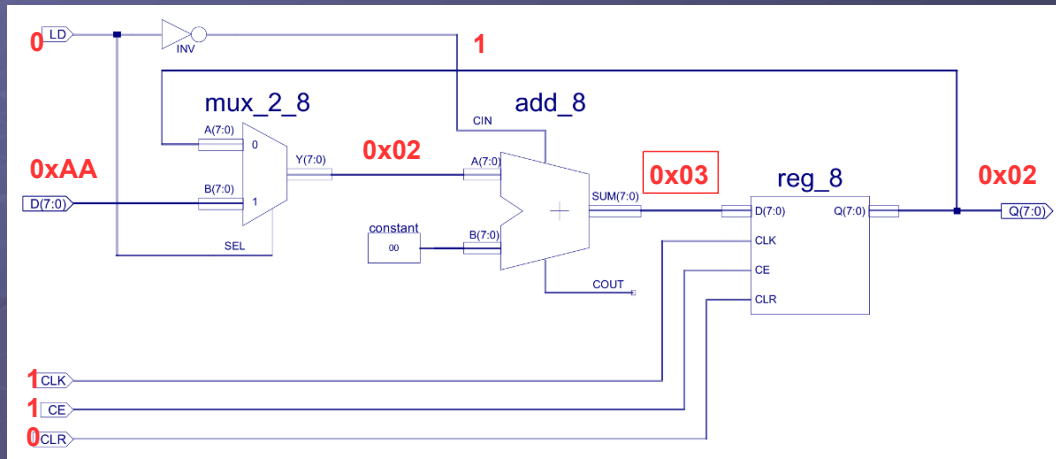 0 LD
INV
1
mux_2_8
add_8
CIN
A(7:0)
0
0xAA
Y(7:0)
0x02
A(7:0)
0x03
reg_8
0x02
D(7:0)
B(7:0)
1
SUM(7:0)
D(7:0)
Q(7:0)
Q(7:0)
constant
00
B(7:0)
SEL
CLK
CE
COUT
CLR
1 CLK
1 CE
0 CLR